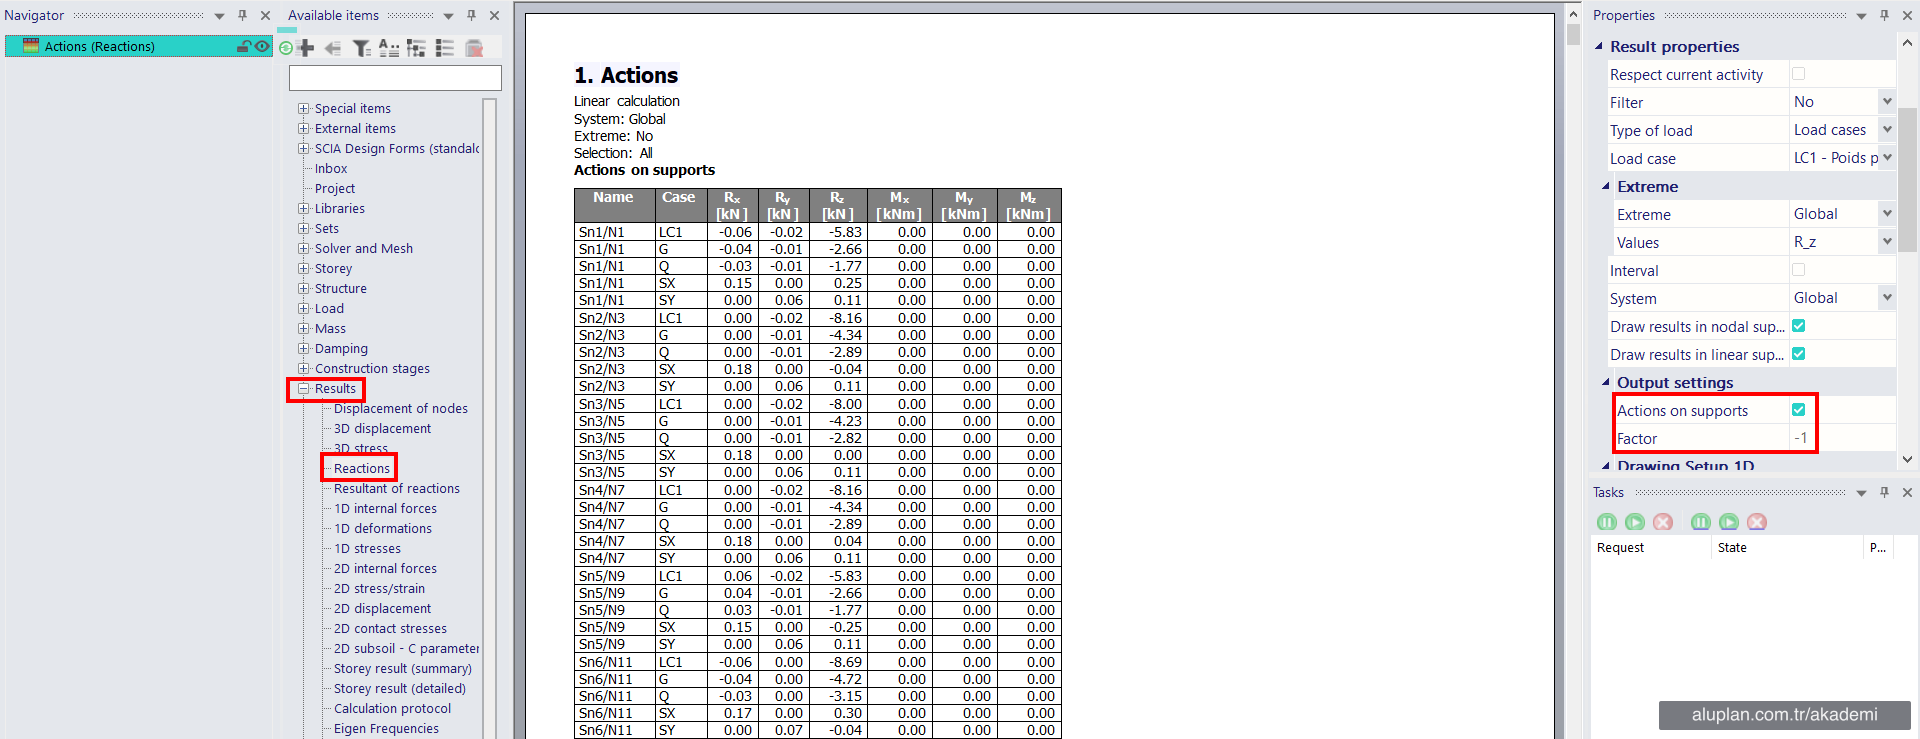 Navigator
Actions (Reactions)
Available items
Special items
External items
SCIA Design Forms (standalc
Inbox
Project
Libraries
Sets
Solver and Mesh
Storey
Structure
Load
Mass
Damping
Construction stages
Results
Displacement of nodes
3D displacement
3D stress
Reactions
Resultant of reactions
1D internal forces
1D deformations
1D stresses
2D internal forces
2D stress/strain
2D displacement
2D contact stresses
2D subsoil - C parameter
Storey result (summary)
Storey result (detailed)
Calculation protocol
Eigen Frequencies
1. Actions
Linear calculation
System: Global
Extreme: No
Selection: All
Actions on supports
Name Case Rx Ry Rz Mx My Mz
[kN] [kN] [kN] [kNm] [kNm] [kNm]
Sn1/N1 LC1 -0.06 -0.02 -5.83 0.00 0.00 0.00
Sn1/N1 G -0.04 -0.01 -2.66 0.00 0.00 0.00
Sn1/N1 Q -0.03 -0.01 -1.77 0.00 0.00 0.00
Sn1/N1 SX 0.15 0.00 0.25 0.00 0.00 0.00
Sn1/N1 SY 0.00 0.06 0.11 0.00 0.00 0.00
Sn2/N3 LC1 0.00 -0.02 -8.16 0.00 0.00 0.00
Sn2/N3 G 0.00 -0.01 -4.34 0.00 0.00 0.00
Sn2/N3 Q 0.00 -0.01 -2.89 0.00 0.00 0.00
Sn2/N3 SX 0.18 0.00 -0.04 0.00 0.00 0.00
Sn2/N3 SY 0.00 0.06 0.11 0.00 0.00 0.00
Sn3/N5 LC1 0.00 -0.02 -8.00 0.00 0.00 0.00
Sn3/N5 G 0.00 -0.01 -4.23 0.00 0.00 0.00
Sn3/N5 Q 0.00 -0.01 -2.82 0.00 0.00 0.00
Sn3/N5 SX 0.18 0.00 0.00 0.00 0.00 0.00
Sn3/N5 SY 0.00 0.06 0.11 0.00 0.00 0.00
Sn4/N7 LC1 0.00 -0.02 -8.16 0.00 0.00 0.00
Sn4/N7 G 0.00 -0.01 -4.34 0.00 0.00 0.00
Sn4/N7 Q 0.00 -0.01 -2.89 0.00 0.00 0.00
Sn4/N7 SX 0.18 0.00 0.04 0.00 0.00 0.00
Sn4/N7 SY 0.00 0.06 0.11 0.00 0.00 0.00
Sn5/N9 LC1 0.06 -0.02 -5.83 0.00 0.00 0.00
Sn5/N9 G 0.04 -0.01 -2.66 0.00 0.00 0.00
Sn5/N9 Q 0.03 -0.01 -1.77 0.00 0.00 0.00
Sn5/N9 SX 0.15 0.00 -0.25 0.00 0.00 0.00
Sn5/N9 SY 0.00 0.06 0.11 0.00 0.00 0.00
Sn6/N11 LC1 -0.06 0.00 -8.69 0.00 0.00 0.00
Sn6/N11 G -0.04 0.00 -4.72 0.00 0.00 0.00
Sn6/N11 Q -0.03 0.00 -3.15 0.00 0.00 0.00
Sn6/N11 SX 0.17 0.00 0.30 0.00 0.00 0.00
Sn6/N11 SY 0.00 0.07 -0.04 0.00 0.00 0.00
Properties
Result properties
Respect current activity
Filter No
Type of load Load cases
Load case LC1 - Poids p
Extreme
Extreme Global
Values R_z
Interval
System Global
Draw results in nodal sup...
Draw results in linear sup...
Output settings
Actions on supports
Factor -1
Drawing Setup 1D
Tasks
Request State P...
aluplan.com.tr/akademi